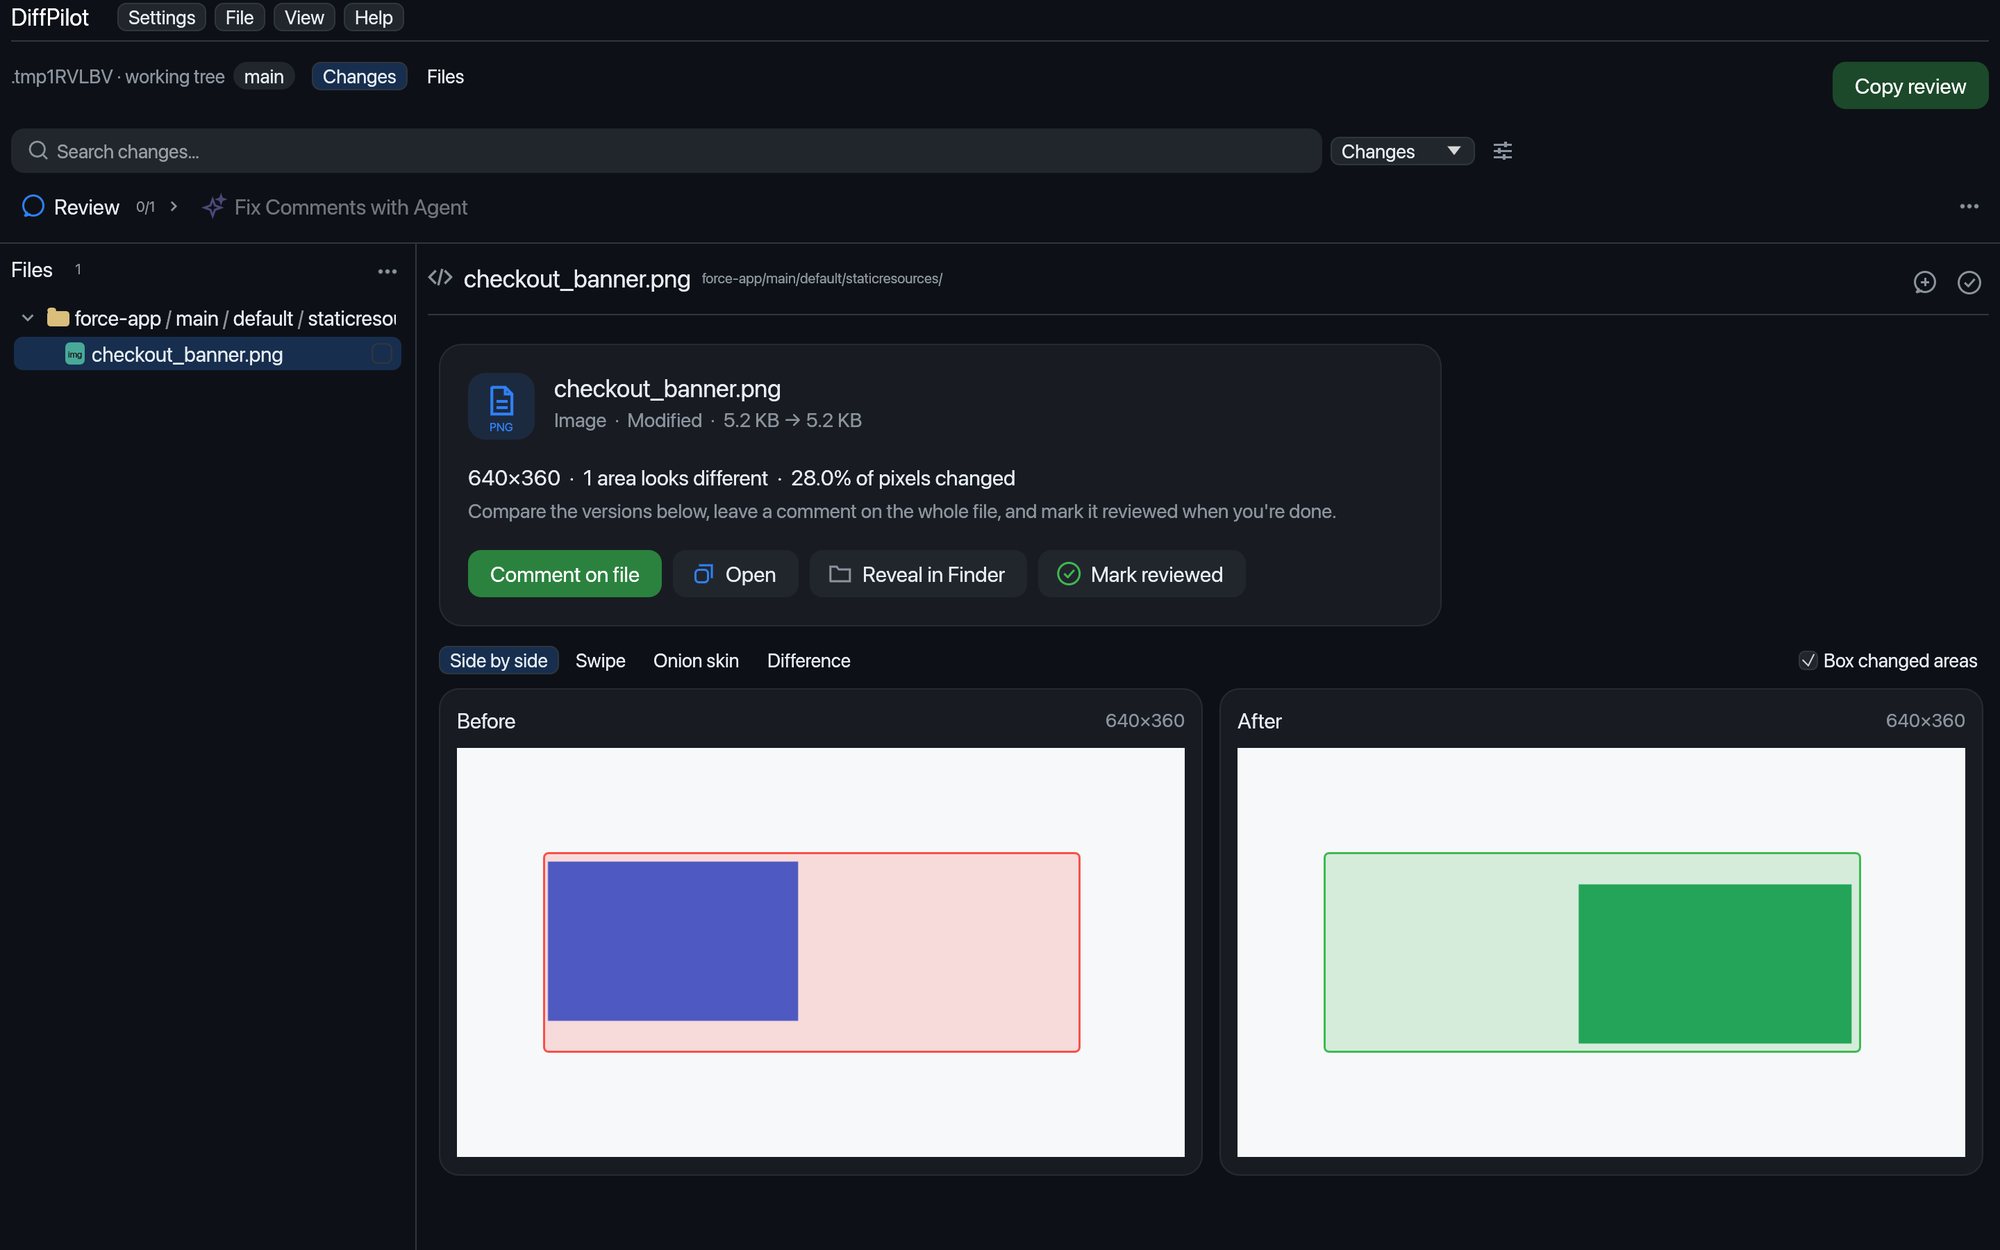 DiffPilot Settings File View Help
.tmp1RVLBV · working tree main Changes Files
Copy review
Search changes... Changes
Review 0/1 Fix Comments with Agent
Files 1
force-app / main / default / staticresou
img checkout_banner.png
checkout_banner.png force-app/main/default/staticresources/
PNG
checkout_banner.png
Image · Modified · 5.2 KB → 5.2 KB
640×360 · 1 area looks different · 28.0% of pixels changed
Compare the versions below, leave a comment on the whole file, and mark it reviewed when you're done.
Comment on file Open Reveal in Finder Mark reviewed
Side by side Swipe Onion skin Difference Box changed areas
Before 640×360
After 640×360